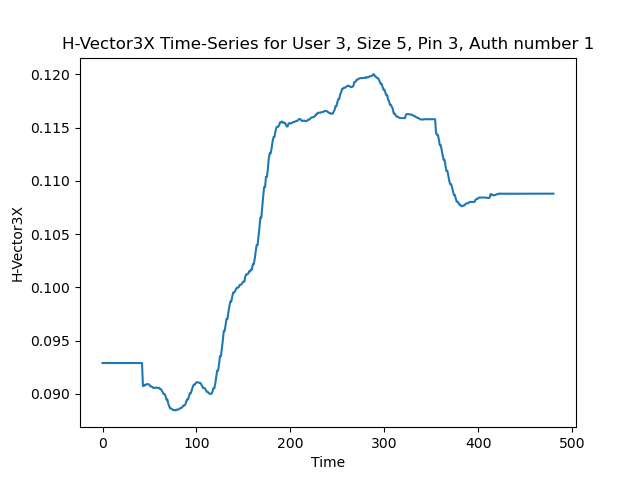 H-Vector3X Time-Series for User 3, Size 5, Pin 3, Auth number 1
0.120
0.115
0.110
0.105
0.100
0.095
0.090
H-Vector3X
0 100 200 300 400 500
Time